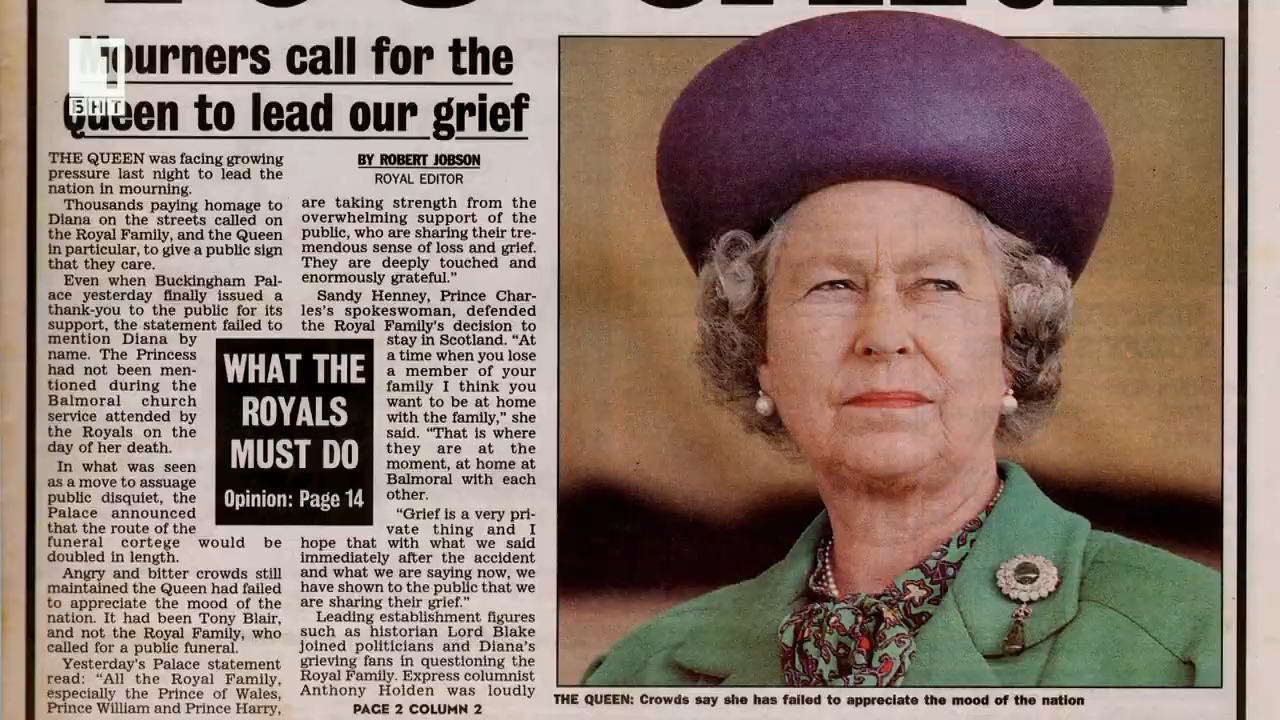 Mourners call for the
Queen to lead our grief
БНТ
THE QUEEN was facing growing
pressure last night to lead the
nation in mourning.
Thousands paying homage to
Diana on the streets called on
the Royal Family, and the Queen
in particular, to give a public sign
that they care.
Even when Buckingham Pal-
ace yesterday finally issued a
thank-you to the public for its
support, the statement failed to
mention Diana by
name. The Princess
had not been men-
tioned during the
Balmoral church
service attended by
the Royals on the
day of her death.
In what was seen
as a move to assuage
public disquiet, the
Palace announced
that the route of the
funeral cortege would be
doubled in length.
Angry and bitter crowds still
maintained the Queen had failed
to appreciate the mood of the
nation. It had been Tony Blair,
and not the Royal Family, who
called for a public funeral.
Yesterday's Palace statement
read: “All the Royal Family,
especially the Prince of Wales,
Prince William and Prince Harry,
BY ROBERT JOBSON
ROYAL EDITOR
are taking strength from the
overwhelming support of the
public, who are sharing their tre-
mendous sense of loss and grief.
They are deeply touched and
enormously grateful.”
Sandy Henney, Prince Char-
les's spokeswoman, defended
the Royal Family's decision to
stay in Scotland. “At
a time when you lose
a member of your
family I think you
want to be at home
with the family,” she
said. “That is where
they are at the
moment, at home at
Balmoral with each
other.
“Grief is a very pri-
vate thing and I
hope that with what we said
immediately after the accident
and what we are saying now, we
have shown to the public that we
are sharing their grief.”
Leading establishment figures
such as historian Lord Blake
joined politicians and Diana's
grieving fans in questioning the
Royal Family. Express columnist
Anthony Holden was loudly
PAGE 2 COLUMN 2
WHAT THE
ROYALS
MUST DO
Opinion: Page 14
THE QUEEN: Crowds say she has failed to appreciate the mood of the nation